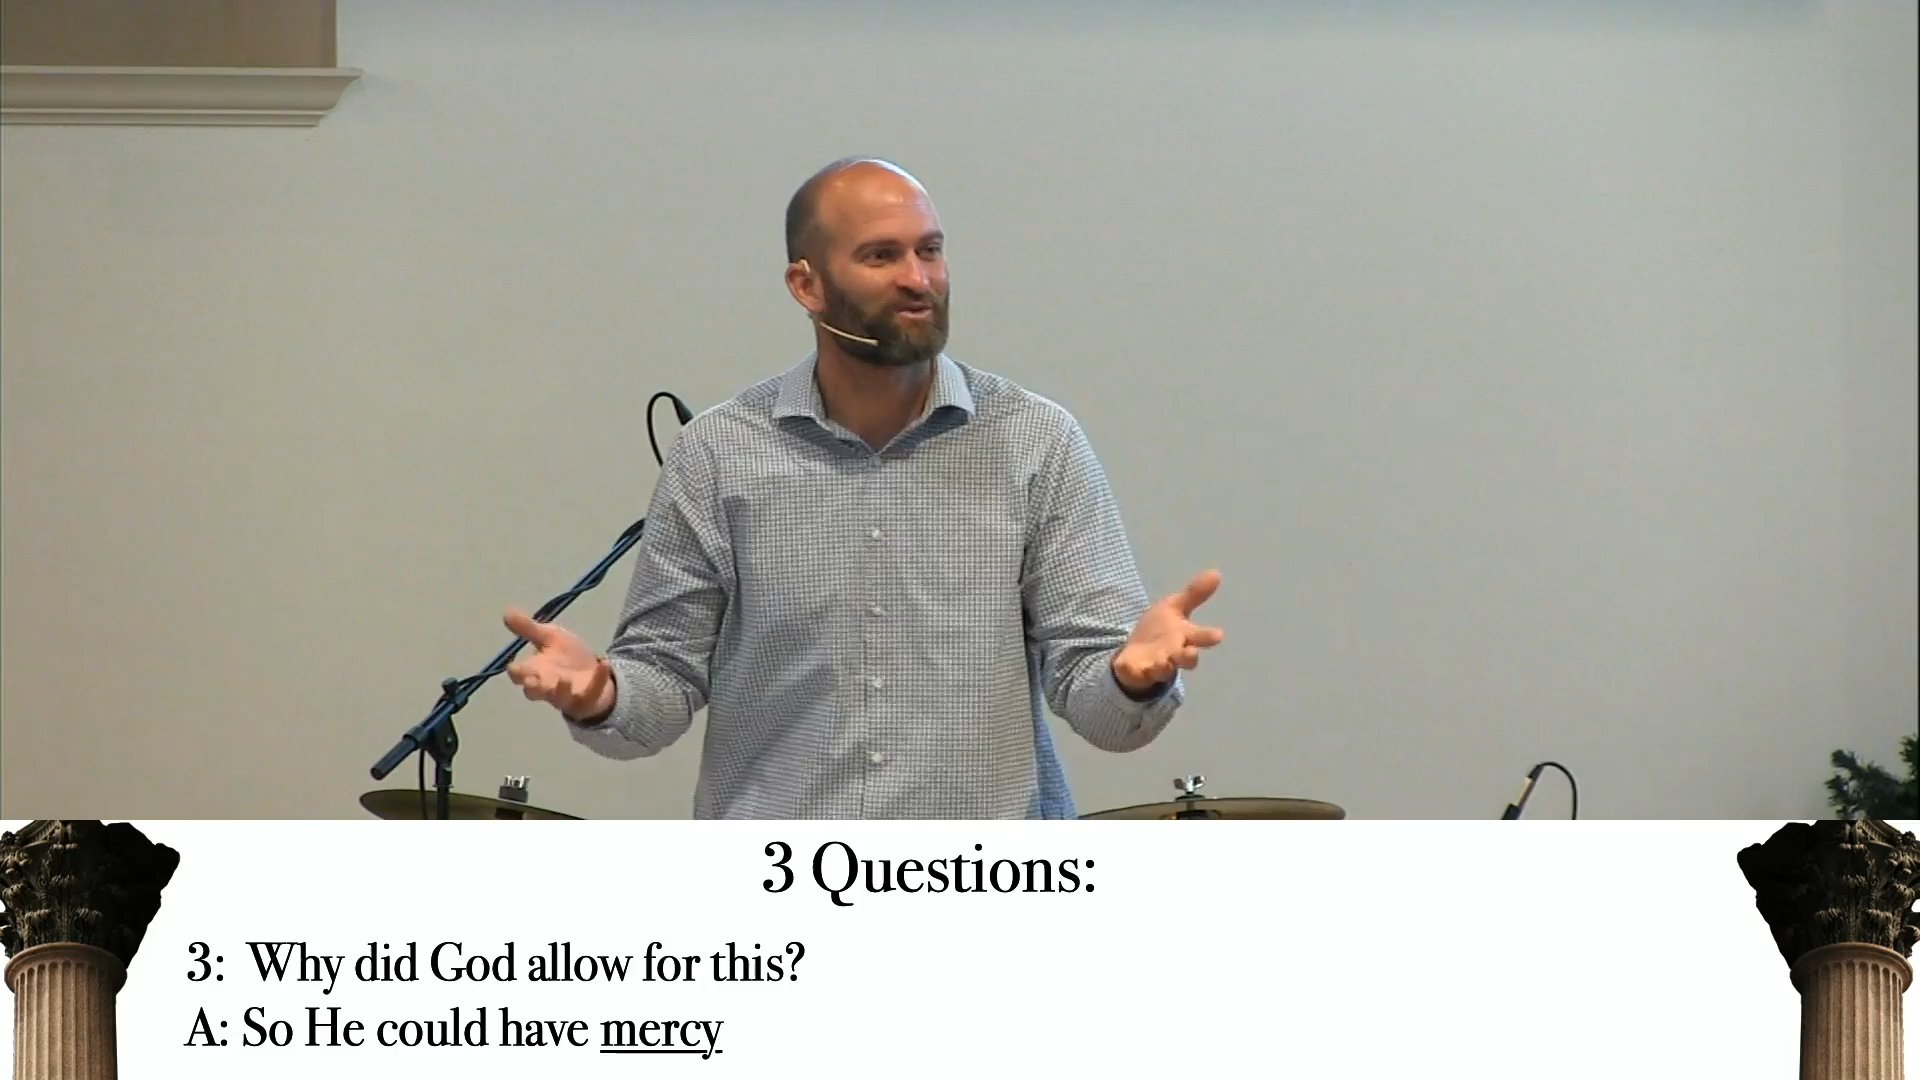 3 Questions:
3: Why did God allow for this?
A: So He could have mercy